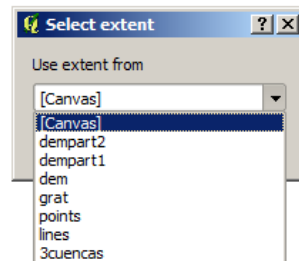 Select extent
Use extent from
[Canvas]
[Canvas]
dempart2
dempart1
dem
grat
points
lines
3cuencas